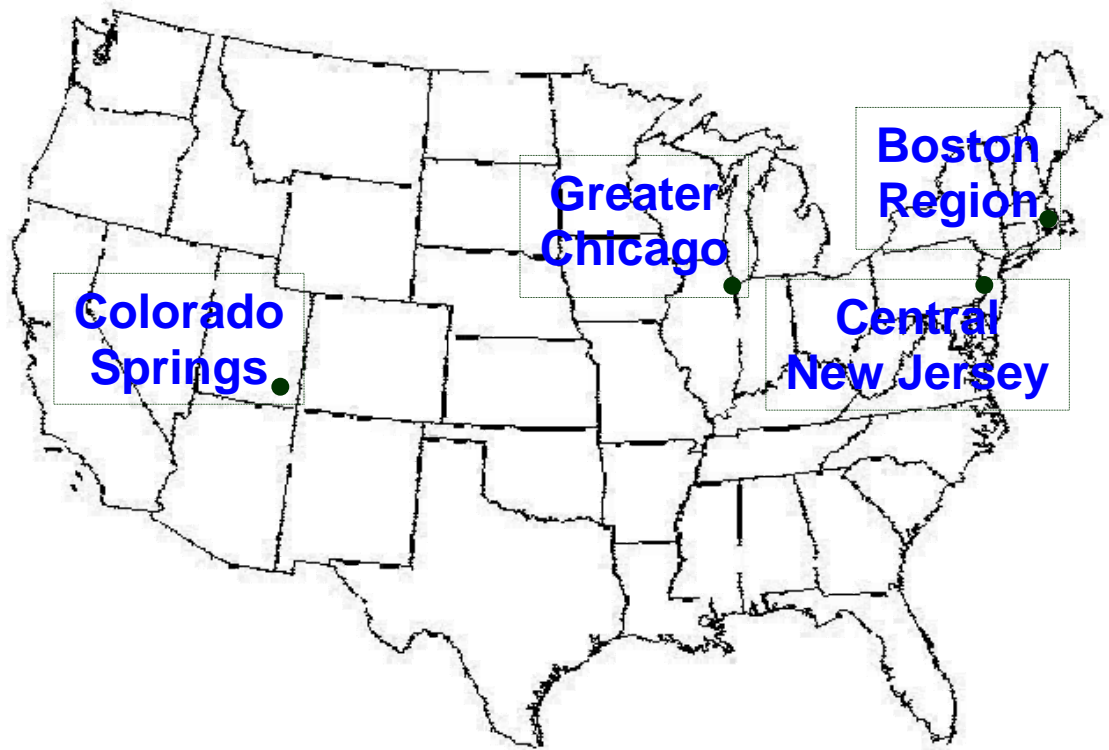 Boston
Region
Greater
Chicago
Colorado
Springs
Central
New Jersey